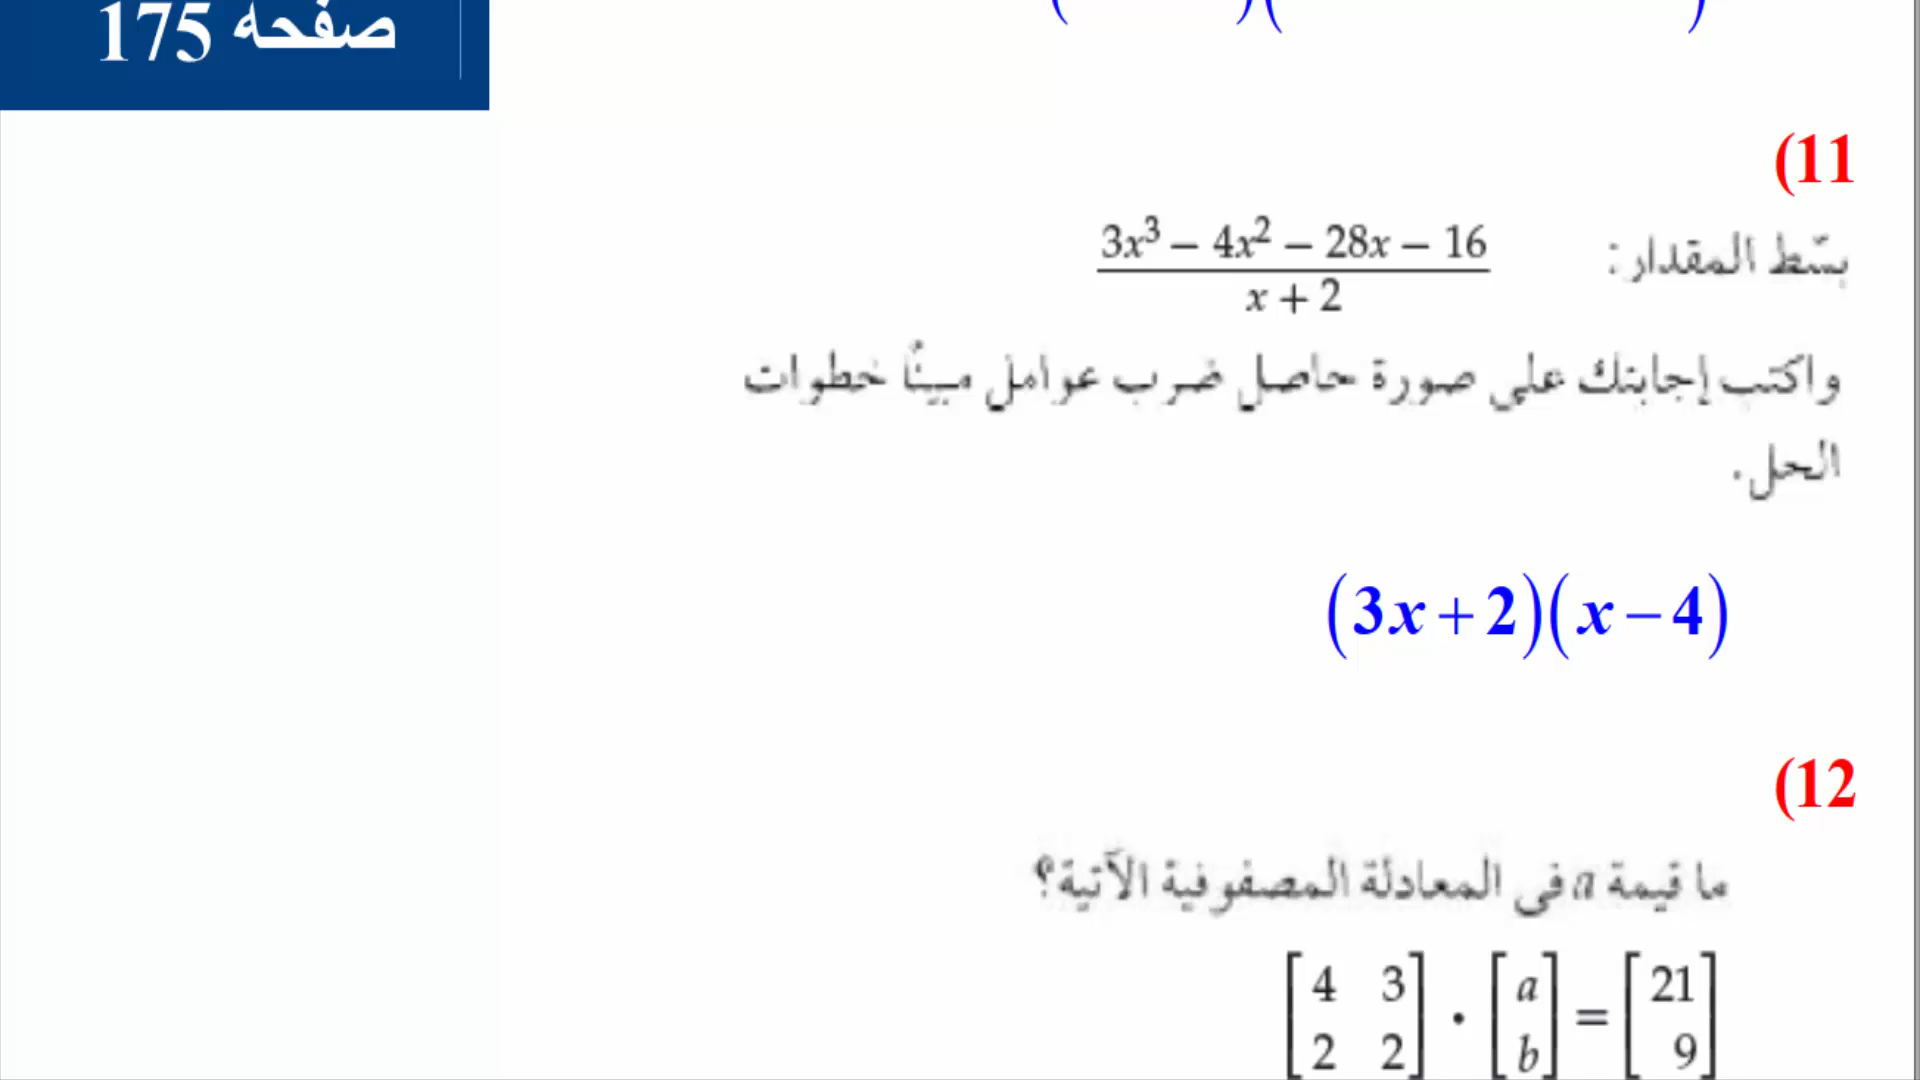 صفحه 175
(11
بسّط المقدار: 3x³ – 4x² – 28x – 16
x + 2
واكتب إجابتك على صورة حاصل ضرب عوامل مبينًا خطوات
الحل.
(3x + 2)(x – 4)
(12
ما قيمة a في المعادلة المصفوفية الآتية؟
[4 3] · [a] = [21]
[2 2] [b] [9]